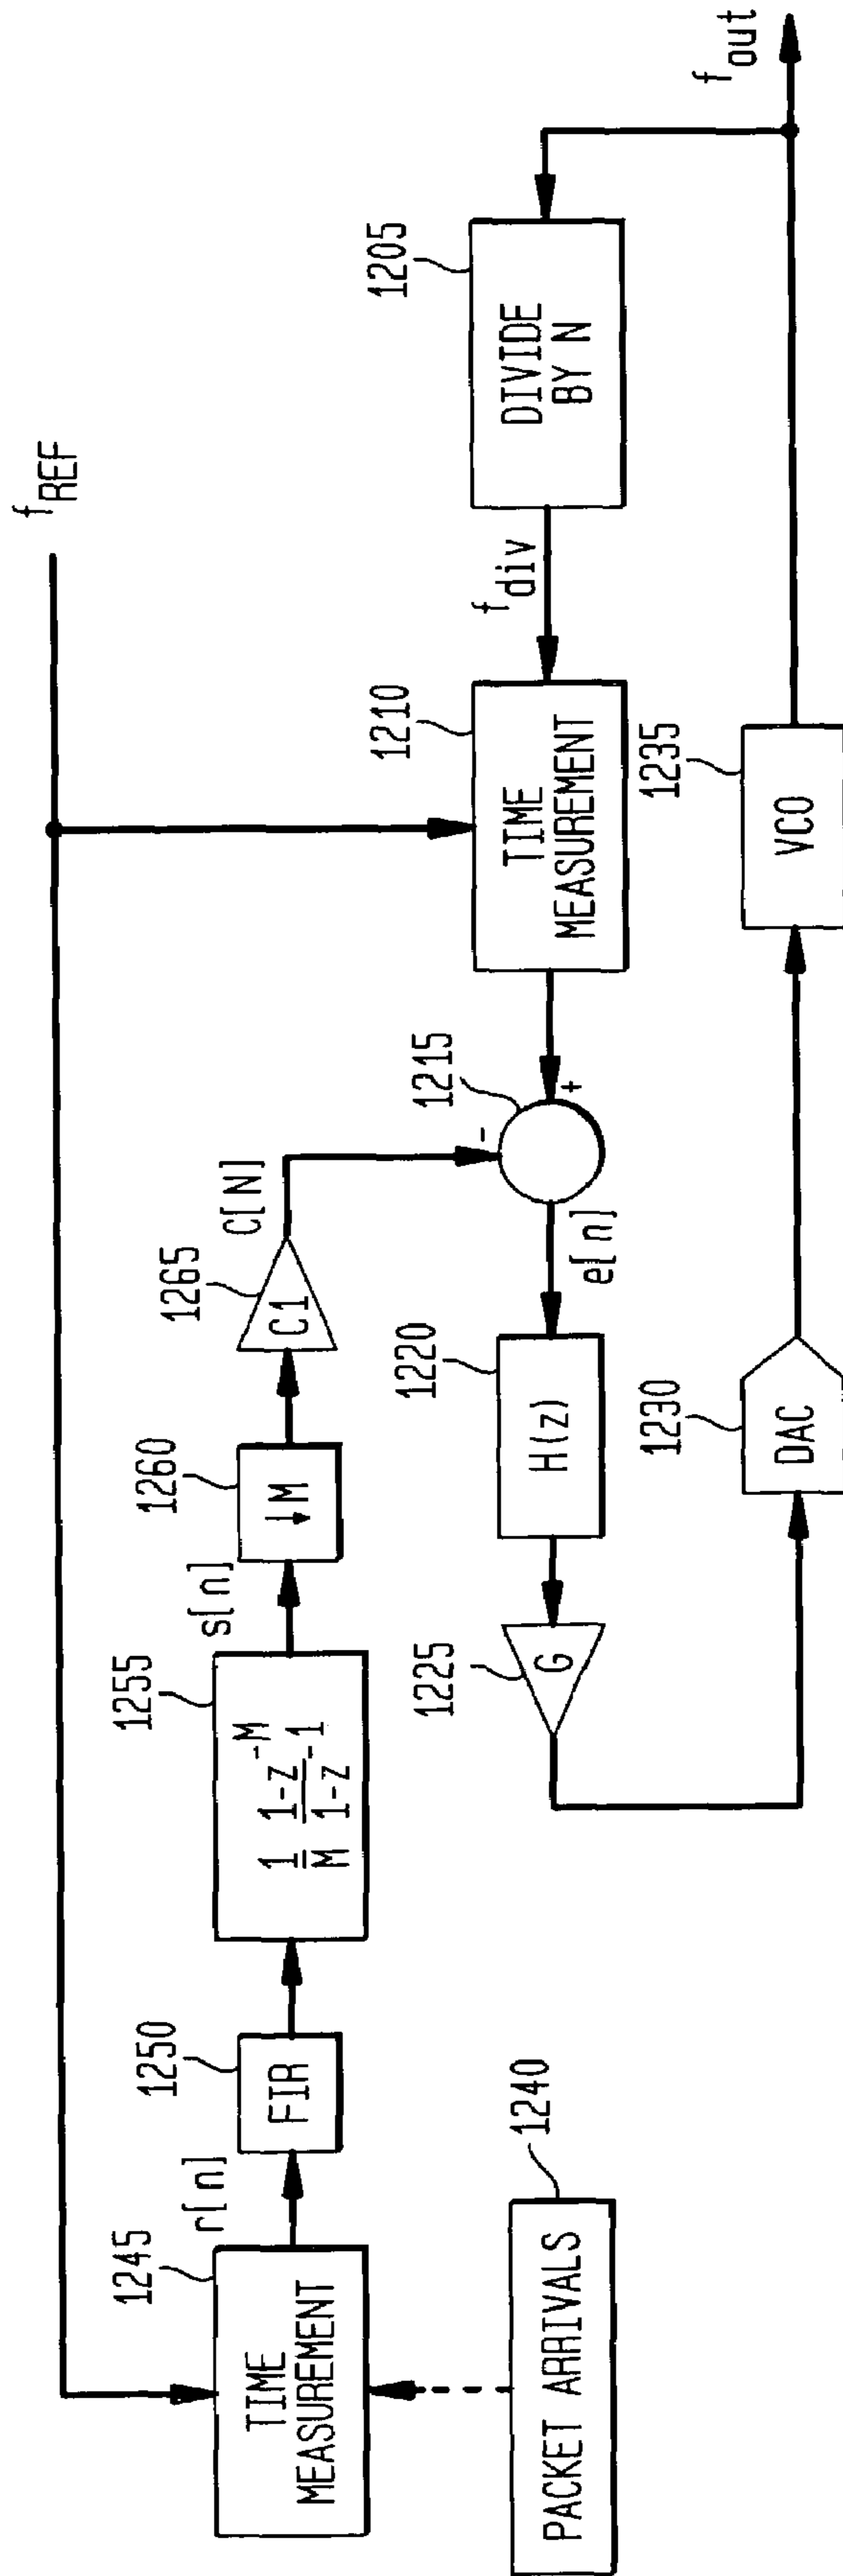 f_REF
1245
TIME
MEASUREMENT
r[n]
1250
FIR
1255
1/M (1-z^-M)/(1-z^-1)
s[n]
1260
↓M
1265
C1
C[N]
1215
-
+
1210
TIME
MEASUREMENT
f_div
1205
DIVIDE
BY N
f_out
1240
PACKET ARRIVALS
e[n]
1220
H(z)
1225
G
1230
DAC
1235
VCO